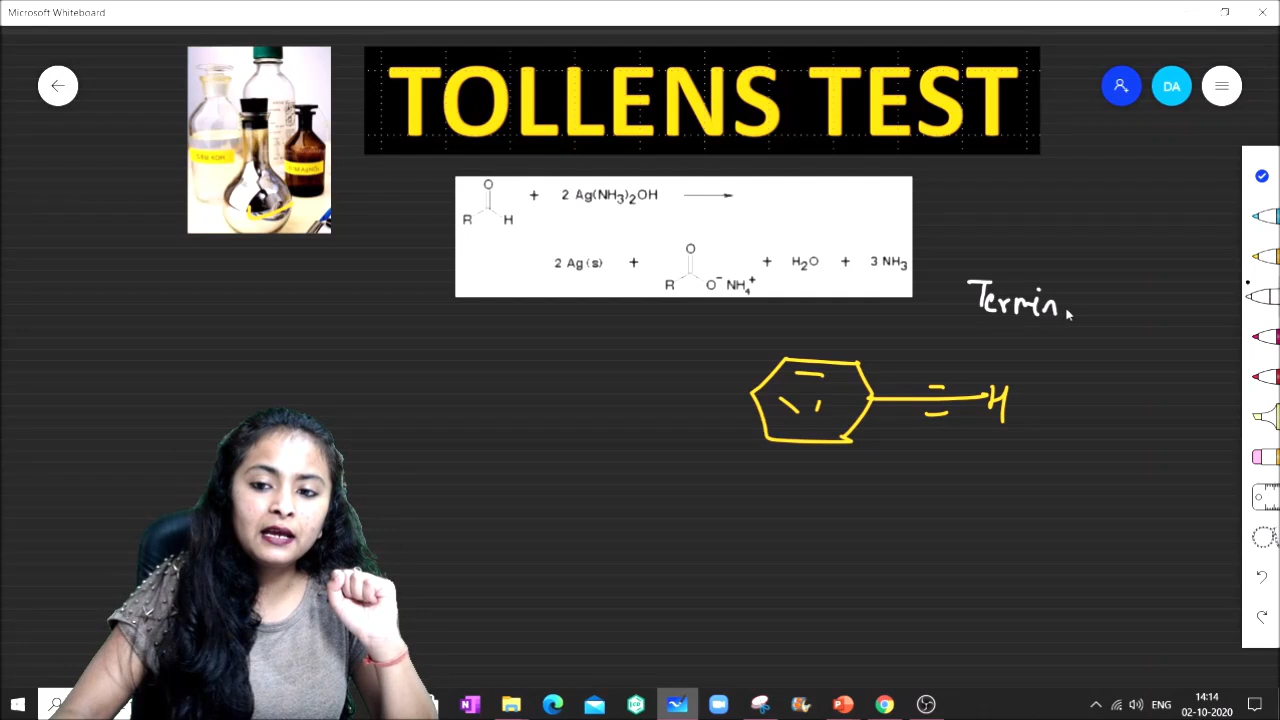 Microsoft Whiteboard
TOLLENS TEST
DA
O
R H + 2 Ag(NH₃)₂OH
2 Ag(s) + R O O⁻ NH₄⁺ + H₂O + 3 NH₃
Termin
H
ENG
14:14
02-10-2020